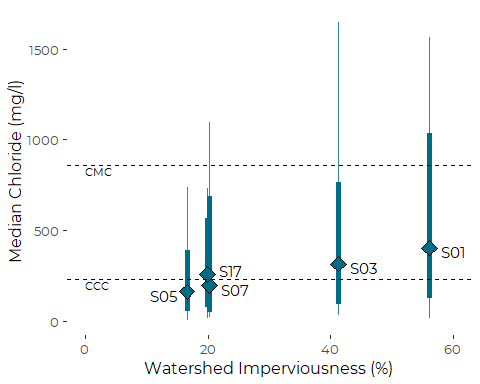 Median Chloride (mg/l)
1500
1000
500
0
CMC
CCC
S05
S17
S07
S03
S01
0
20
40
60
Watershed Imperviousness (%)